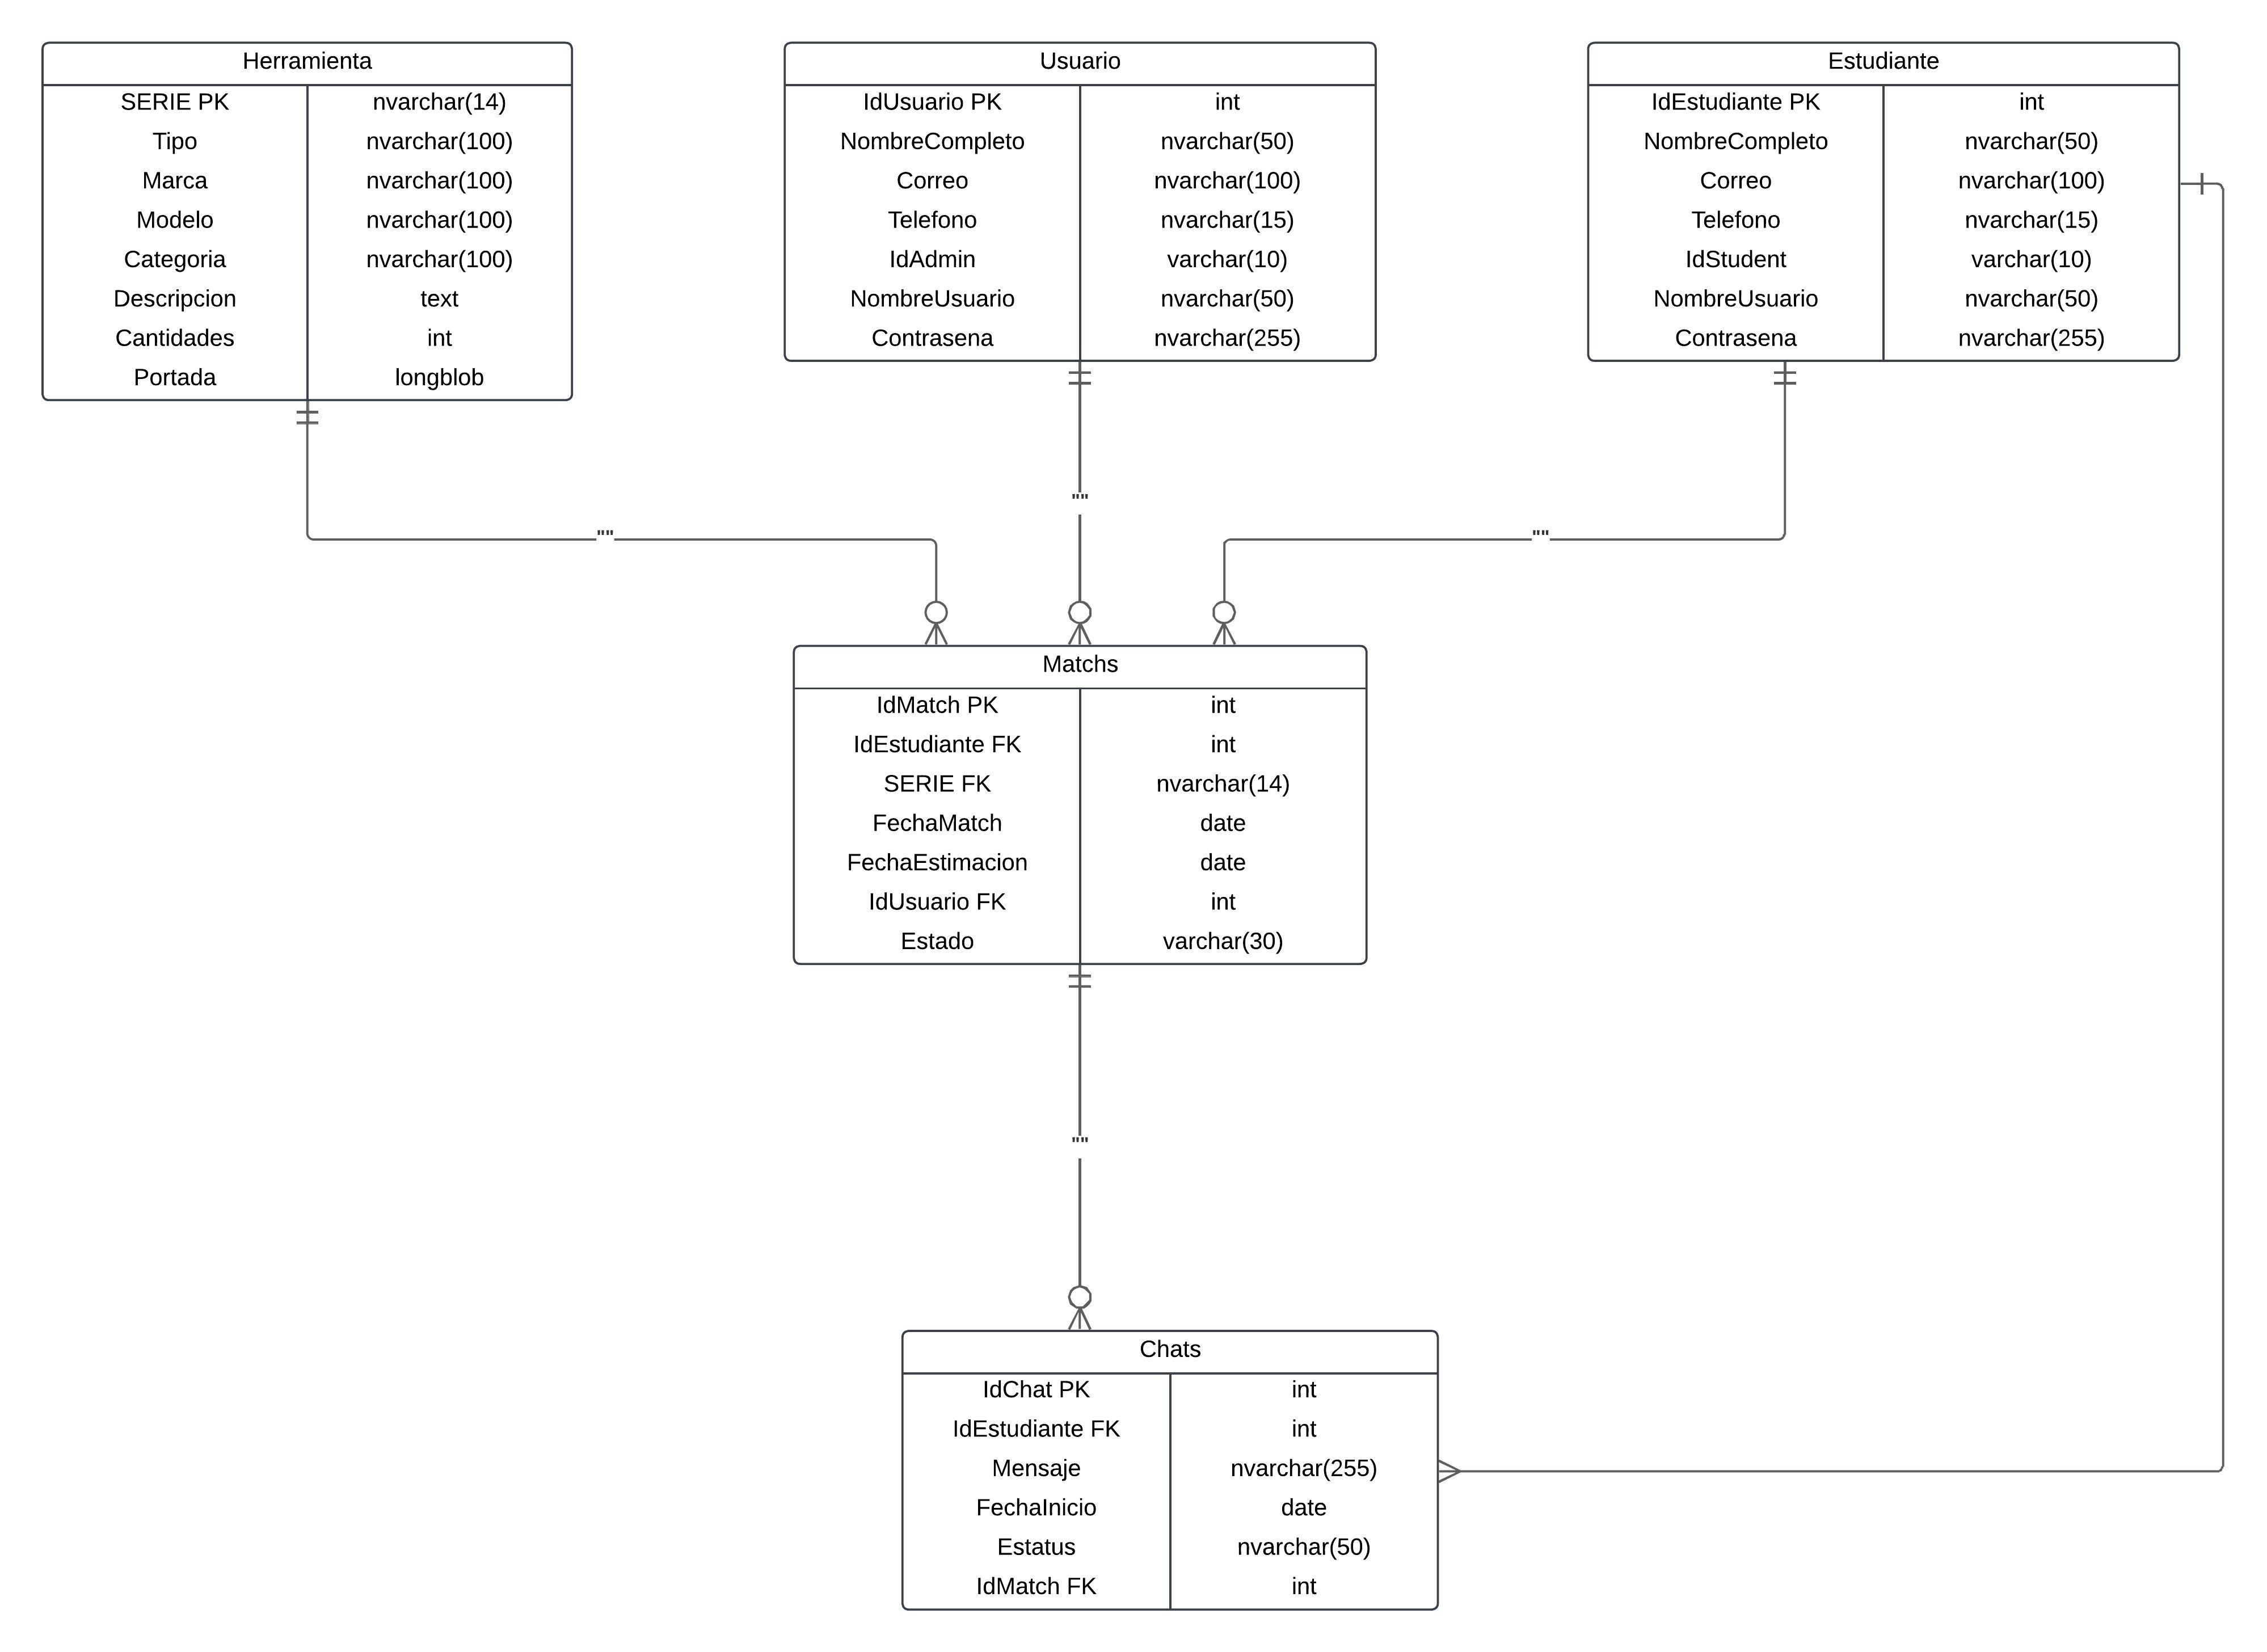 Herramienta
SERIE PK nvarchar(14)
Tipo nvarchar(100)
Marca nvarchar(100)
Modelo nvarchar(100)
Categoria nvarchar(100)
Descripcion text
Cantidades int
Portada longblob
Usuario
IdUsuario PK int
NombreCompleto nvarchar(50)
Correo nvarchar(100)
Telefono nvarchar(15)
IdAdmin varchar(10)
NombreUsuario nvarchar(50)
Contrasena nvarchar(255)
Estudiante
IdEstudiante PK int
NombreCompleto nvarchar(50)
Correo nvarchar(100)
Telefono nvarchar(15)
IdStudent varchar(10)
NombreUsuario nvarchar(50)
Contrasena nvarchar(255)
""
""
""
Matchs
IdMatch PK int
IdEstudiante FK int
SERIE FK nvarchar(14)
FechaMatch date
FechaEstimacion date
IdUsuario FK int
Estado varchar(30)
""
Chats
IdChat PK int
IdEstudiante FK int
Mensaje nvarchar(255)
FechaInicio date
Estatus nvarchar(50)
IdMatch FK int